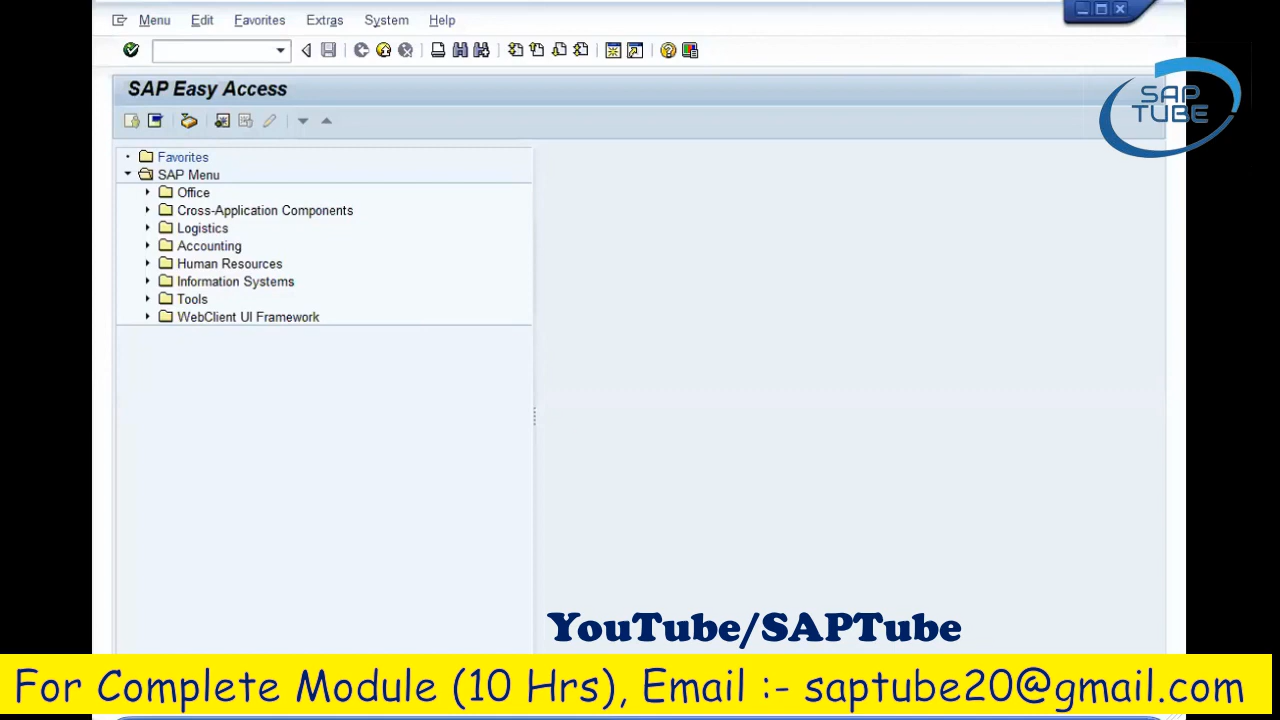 Menu Edit Favorites Extras System Help
SAP Easy Access
SAP
TUBE
Favorites
SAP Menu
Office
Cross-Application Components
Logistics
Accounting
Human Resources
Information Systems
Tools
WebClient UI Framework
YouTube/SAPTube
For Complete Module (10 Hrs), Email :- saptube20@gmail.com